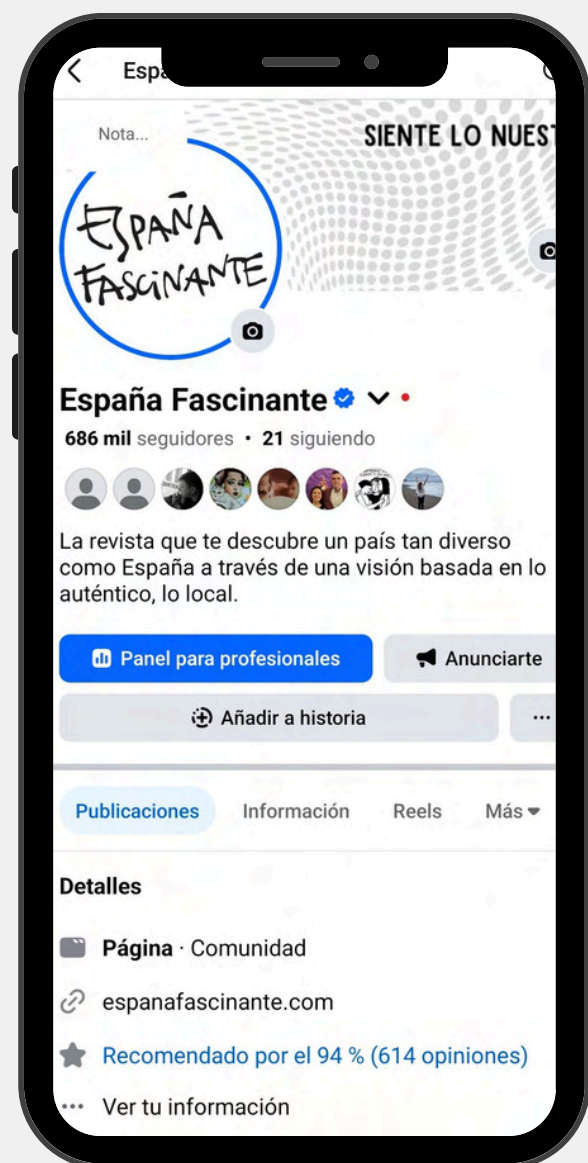 Espa
Nota...
SIENTE LO NUEST
ESPAÑA
FASCINANTE
España Fascinante
686 mil seguidores • 21 siguiendo
La revista que te descubre un país tan diverso
como España a través de una visión basada en lo
auténtico, lo local.
Panel para profesionales
Anunciarte
Añadir a historia
...
Publicaciones
Información
Reels
Más
Detalles
Página · Comunidad
espanafascinante.com
Recomendado por el 94 % (614 opiniones)
... Ver tu información